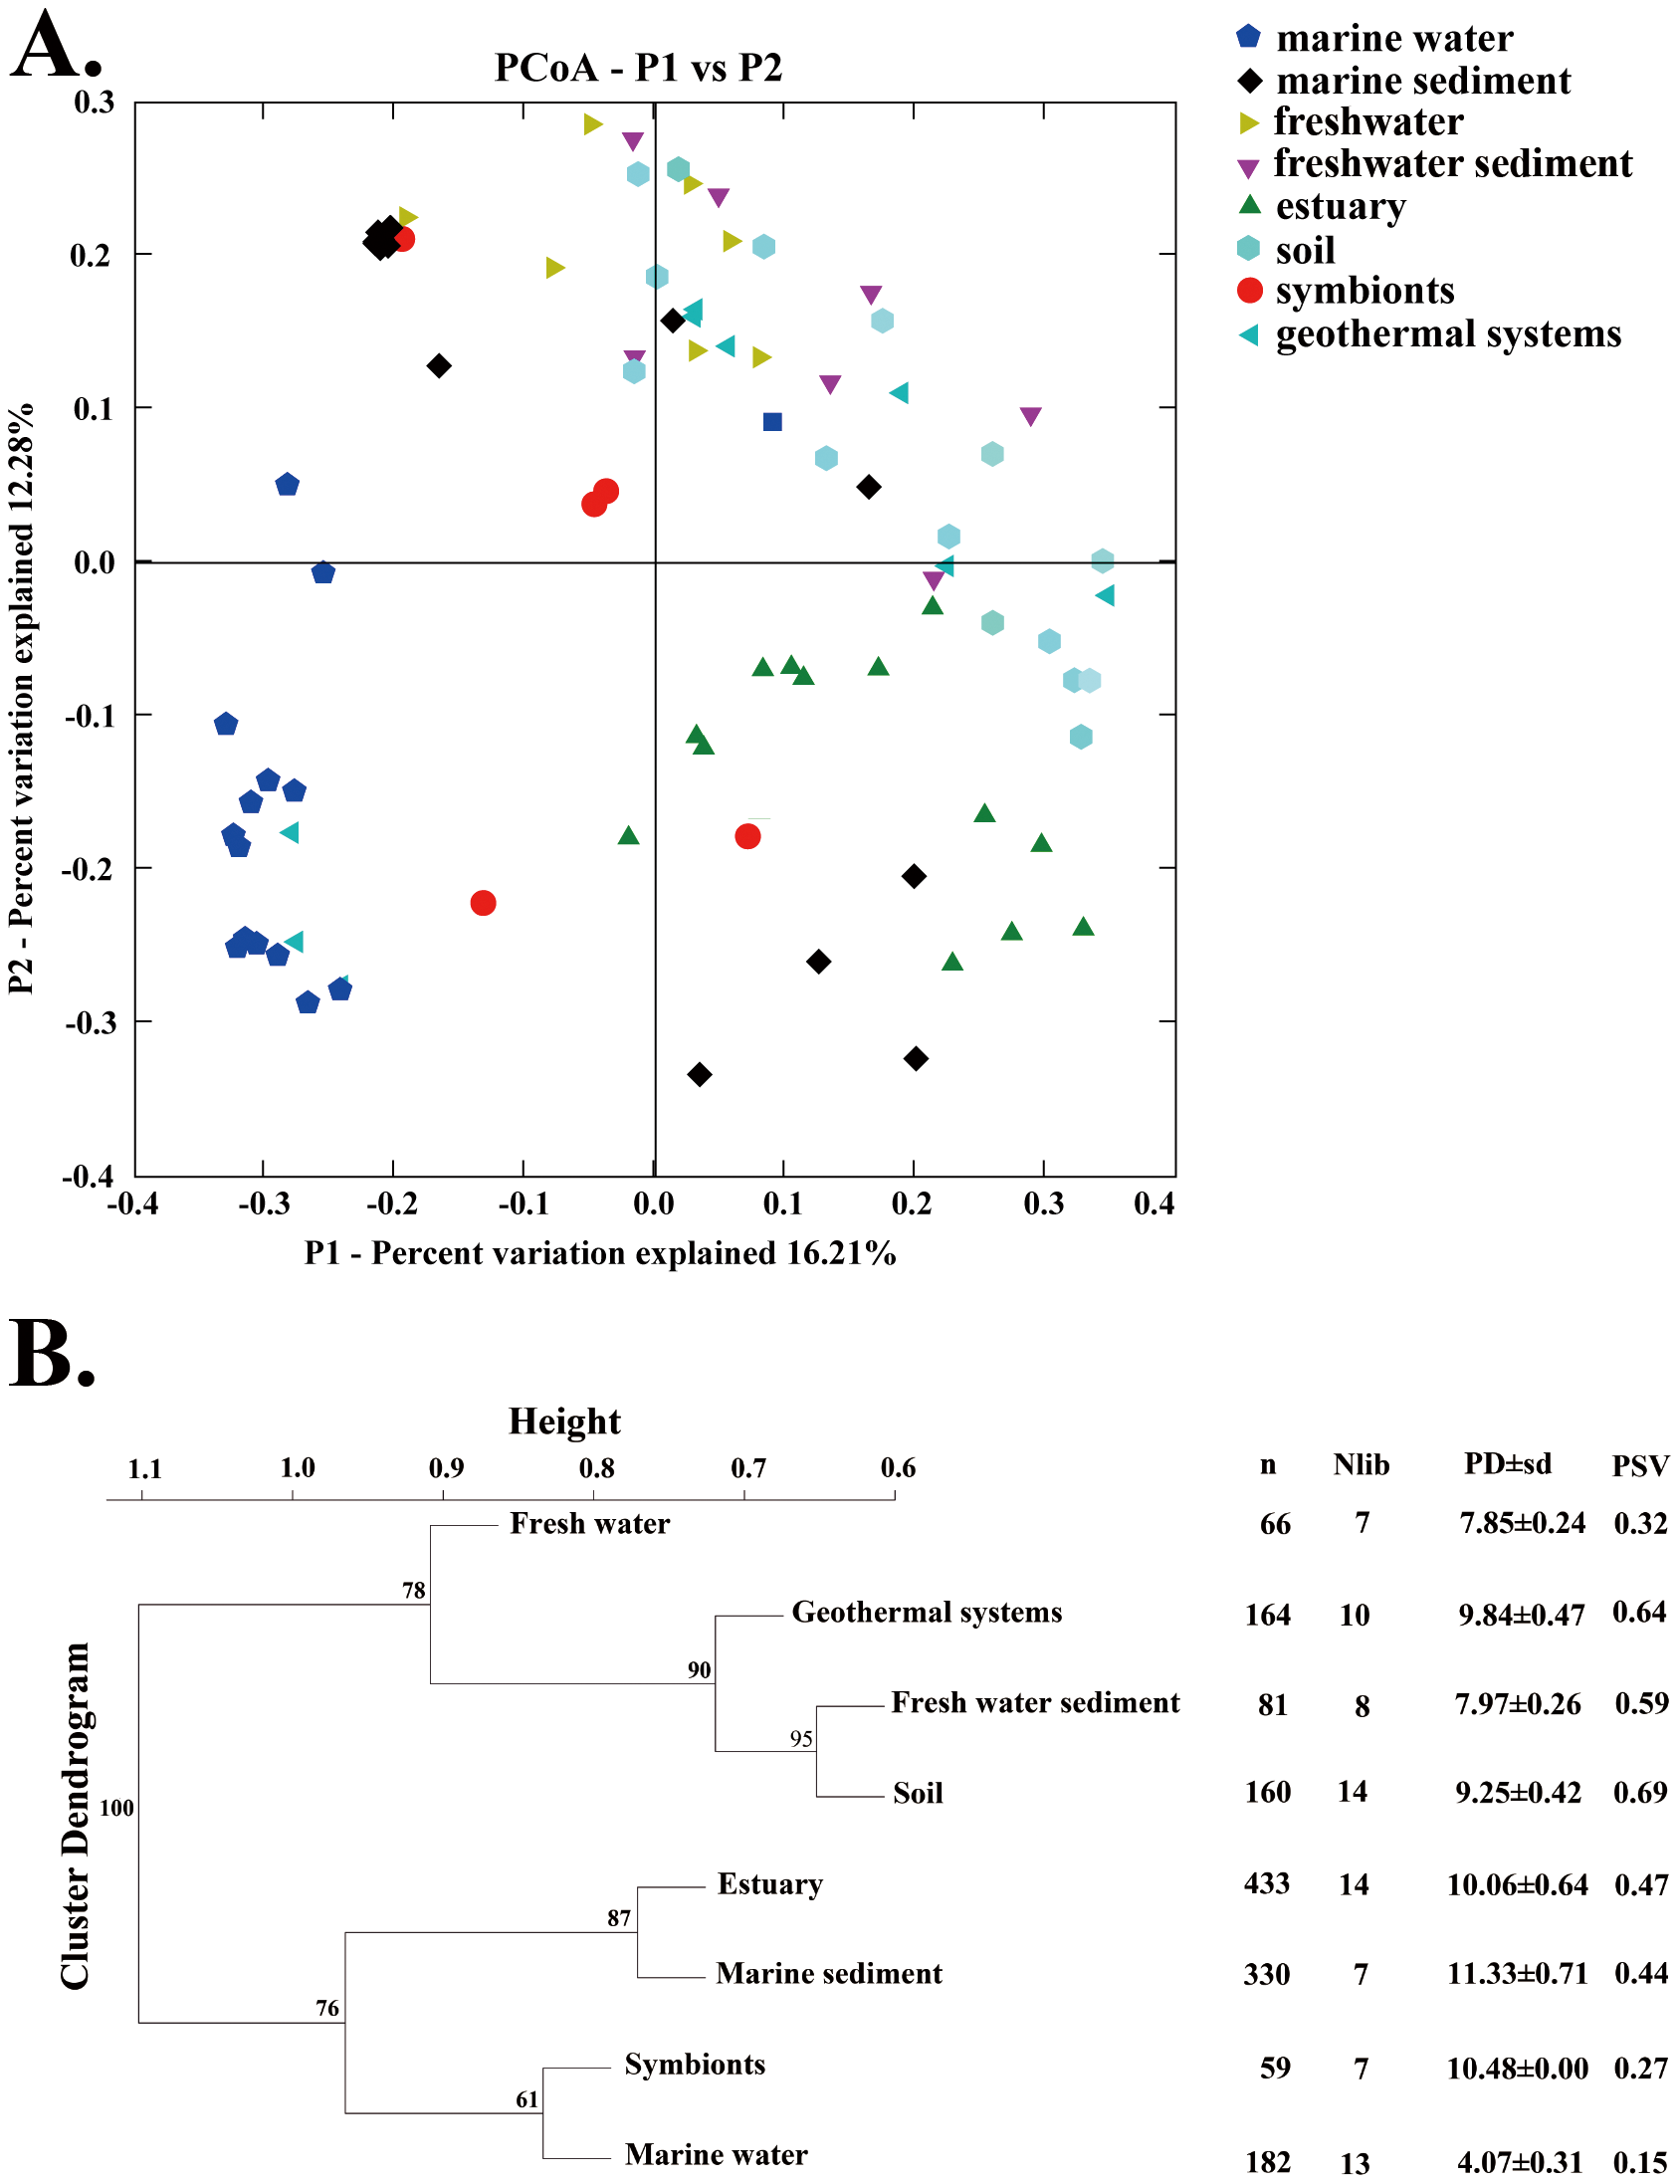 A.
PCoA - P1 vs P2
marine water
marine sediment
freshwater
freshwater sediment
estuary
soil
symbionts
geothermal systems
0.3
0.2
0.1
0.0
-0.1
-0.2
-0.3
-0.4
P2 - Percent variation explained 12.28%
-0.4 -0.3 -0.2 -0.1 0.0 0.1 0.2 0.3 0.4
P1 - Percent variation explained 16.21%
B.
Height
1.1 1.0 0.9 0.8 0.7 0.6
n Nlib PD±sd PSV
Cluster Dendrogram
Fresh water 66 7 7.85±0.24 0.32
78
Geothermal systems 164 10 9.84±0.47 0.64
90
Fresh water sediment 81 8 7.97±0.26 0.59
95
Soil 160 14 9.25±0.42 0.69
100
Estuary 433 14 10.06±0.64 0.47
87
Marine sediment 330 7 11.33±0.71 0.44
76
Symbionts 59 7 10.48±0.00 0.27
61
Marine water 182 13 4.07±0.31 0.15